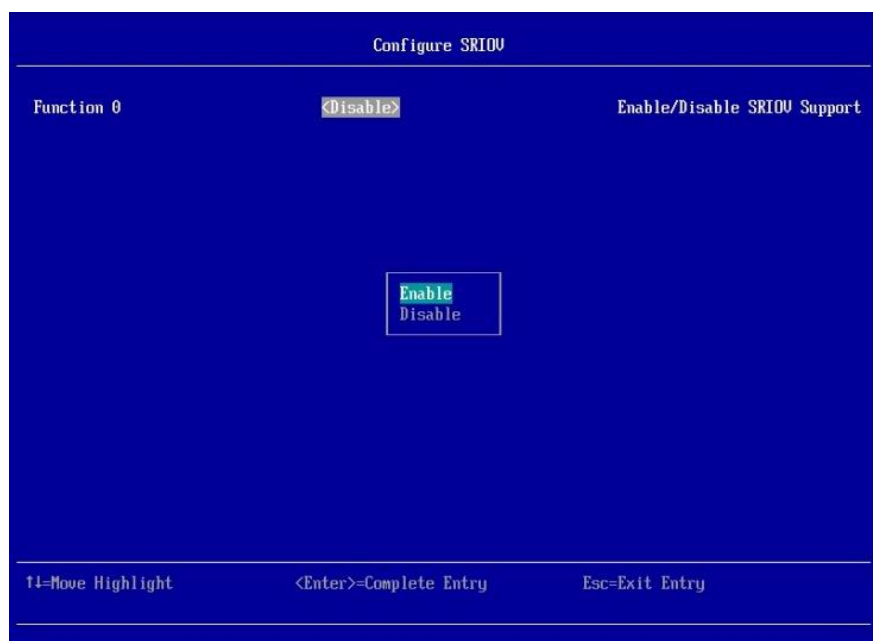 Configure SRIOV
Function 0 <Disable> Enable/Disable SRIOV Support
Enable
Disable
↑↓=Move Highlight <Enter>=Complete Entry Esc=Exit Entry